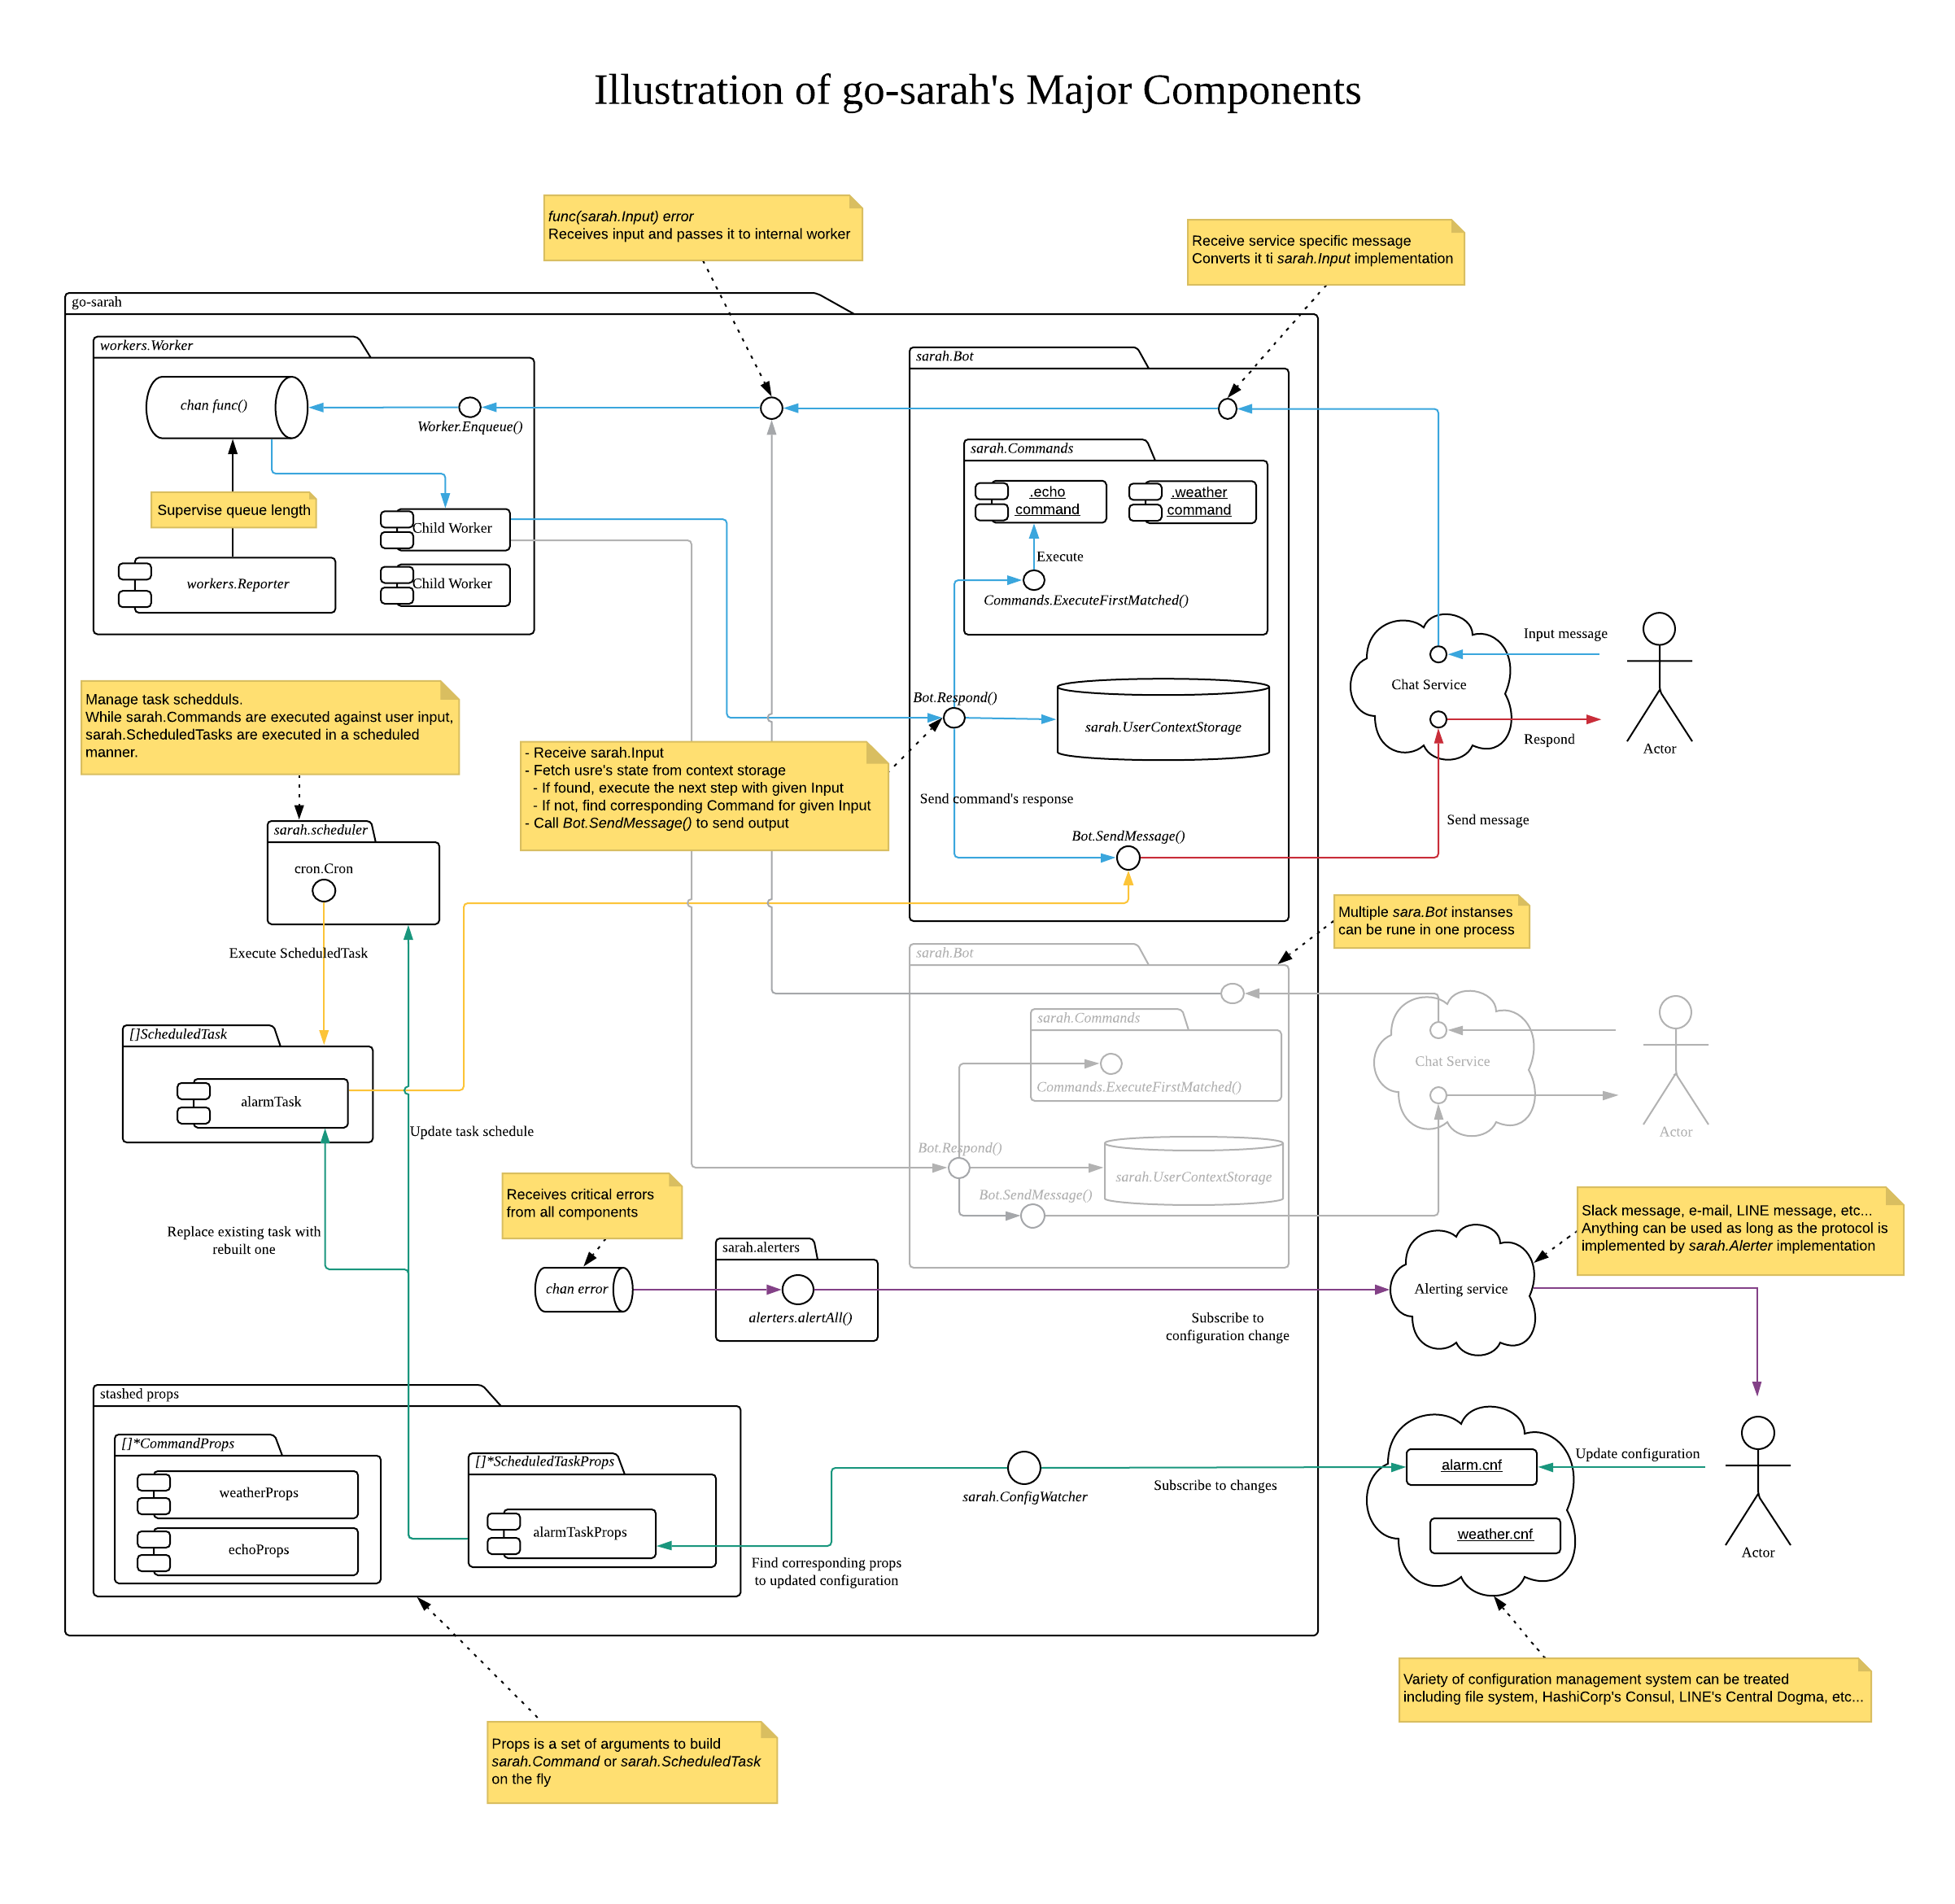 Illustration of go-sarah's Major Components
func(sarah.Input) error
Receives input and passes it to internal worker
Receive service specific message
Converts it ti sarah.Input implementation
go-sarah
workers.Worker
chan func()
Worker.Enqueue()
Supervise queue length
Child Worker
workers.Reporter
Child Worker
sarah.Bot
sarah.Commands
.echo
command
.weather
command
Execute
Commands.ExecuteFirstMatched()
Bot.Respond()
sarah.UserContextStorage
Send command's response
Bot.SendMessage()
Input message
Chat Service
Respond
Actor
Send message
Manage task schedduls.
While sarah.Commands are executed against user input,
sarah.ScheduledTasks are executed in a scheduled
manner.
- Receive sarah.Input
- Fetch usre's state from context storage
- If found, execute the next step with given Input
- If not, find corresponding Command for given Input
- Call Bot.SendMessage() to send output
sarah.scheduler
cron.Cron
Execute ScheduledTask
[]ScheduledTask
alarmTask
Update task schedule
Replace existing task with
rebuilt one
Multiple sara.Bot instanses
can be rune in one process
sarah.Bot
sarah.Commands
Commands.ExecuteFirstMatched()
Bot.Respond()
sarah.UserContextStorage
Bot.SendMessage()
Chat Service
Actor
Receives critical errors
from all components
chan error
sarah.alerters
alerters.alertAll()
Subscribe to
configuration change
Alerting service
Slack message, e-mail, LINE message, etc...
Anything can be used as long as the protocol is
implemented by sarah.Alerter implementation
stashed props
[]*CommandProps
weatherProps
echoProps
[]*ScheduledTaskProps
alarmTaskProps
sarah.ConfigWatcher
Subscribe to changes
Find corresponding props
to updated configuration
alarm.cnf
weather.cnf
Update configuration
Actor
Variety of configuration management system can be treated
including file system, HashiCorp's Consul, LINE's Central Dogma, etc...
Props is a set of arguments to build
sarah.Command or sarah.ScheduledTask
on the fly